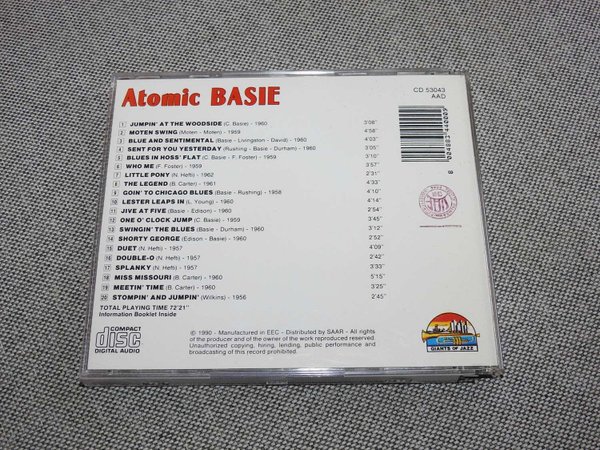 Atomic BASIE
CD 53043
AAD
1 JUMPIN' AT THE WOODSIDE (C. Basie) - 1960 3'08"
2 MOTEN SWING (Moten - Moten) - 1959 4'58"
3 BLUE AND SENTIMENTAL (Basie - Livingston - David) - 1960 4'03"
4 SENT FOR YOU YESTERDAY (Rushing - Basie - Durham) - 1960 3'05"
5 BLUES IN HOSS' FLAT (C. Basie - F. Foster) - 1959 3'10"
6 WHO ME (F. Foster) - 1959 3'57"
7 LITTLE PONY (N. Hefti) - 1962 2'31"
8 THE LEGEND (B. Carter) - 1961 4'33"
9 GOIN' TO CHICAGO BLUES (Basie - Rushing) - 1958 4'10"
10 LESTER LEAPS IN (L. Young) - 1960 4'14"
11 JIVE AT FIVE (Basie - Edison) - 1960 2'54"
12 ONE O' CLOCK JUMP (C. Basie) - 1959 3'45"
13 SWINGIN' THE BLUES (Basie - Durham) - 1960 3'12"
14 SHORTY GEORGE (Edison - Basie) - 1960 2'52"
15 DUET (N. Hefti) - 1957 4'09"
16 DOUBLE-O (N. Hefti) - 1957 2'42"
17 SPLANKY (N. Hefti) - 1957 3'33"
18 MISS MISSOURI (B. Carter) - 1960 5'15"
19 MEETIN' TIME (B. Carter) - 1960 3'25"
20 STOMPIN' AND JUMPIN' (Wilkins) - 1956 2'45"
TOTAL PLAYING TIME 72'21"
Information Booklet Inside
COMPACT
disc
DIGITAL AUDIO
© 1990 - Manufactured in EEC - Distributed by SAAR - All rights
of the producer and of the owner of the work reproduced reserved.
Unauthorized copying, hiring, lending, public performance and
broadcasting of this record prohibited.
GIANTS OF JAZZ